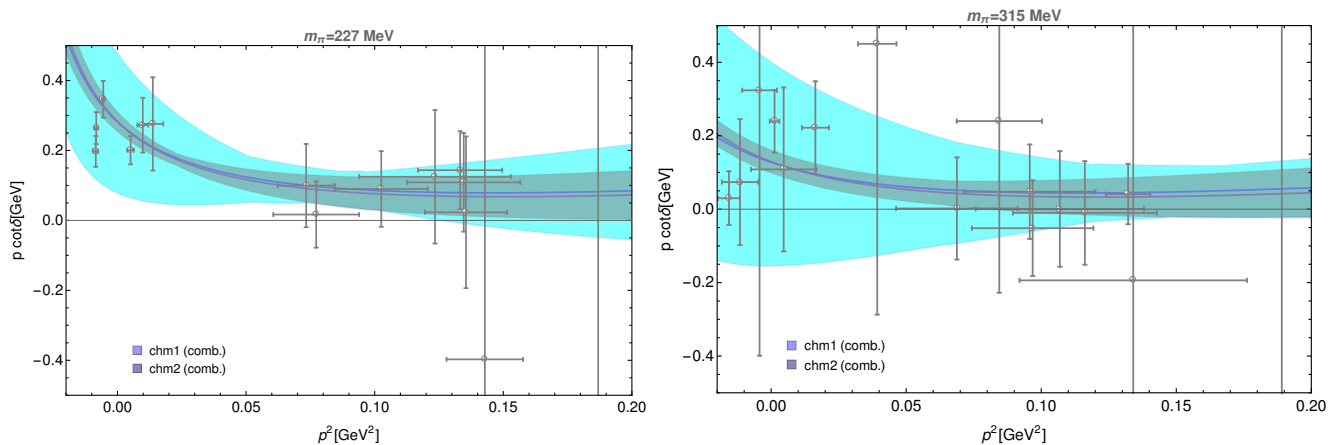 mπ=227 MeV
p cotδ[GeV]
0.4
0.2
0.0
−0.2
−0.4
chm1 (comb.)
chm2 (comb.)
0.00 0.05 0.10 0.15 0.20
p²[GeV²]
mπ=315 MeV
p cotδ[GeV]
0.4
0.2
0.0
−0.2
−0.4
chm1 (comb.)
chm2 (comb.)
0.00 0.05 0.10 0.15 0.20
p²[GeV²]